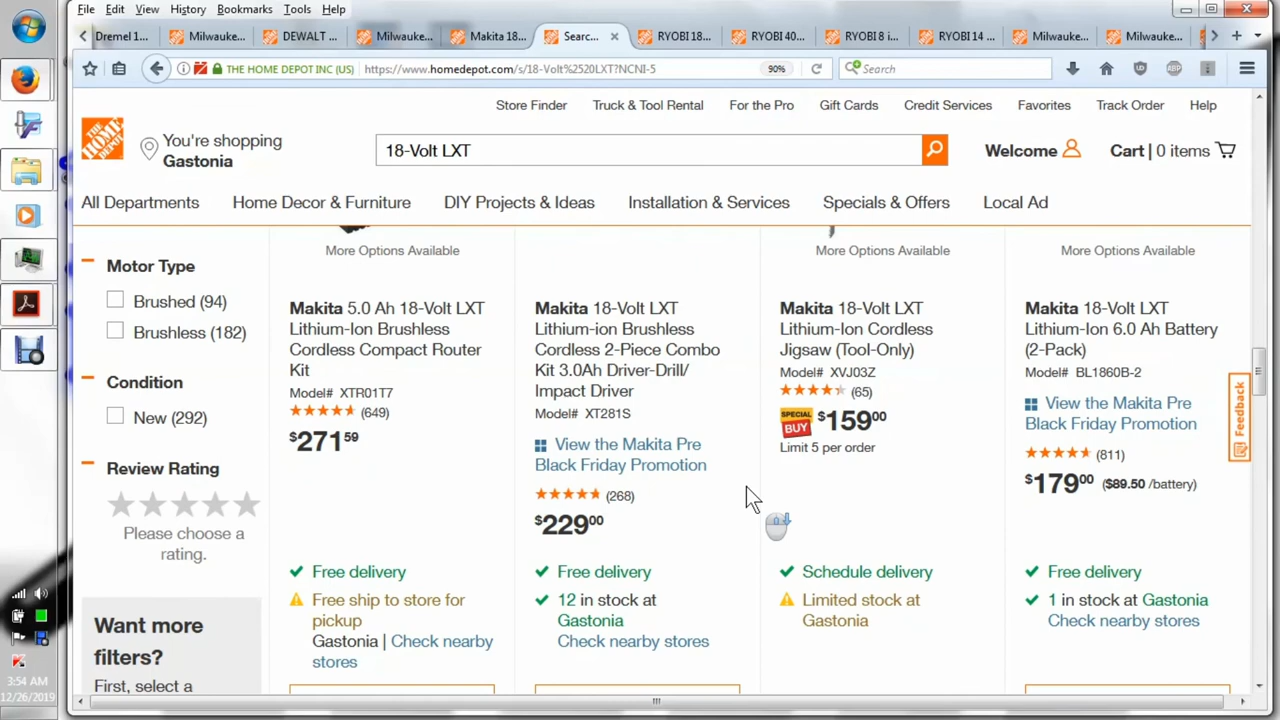 File Edit View History Bookmarks Tools Help
Dremel 1... Milwauke... DEWALT ... Milwauke... Makita 18... Searc... RYOBI 18... RYOBI 40... RYOBI 8 i... RYOBI 14 ... Milwauke... Milwauke...
THE HOME DEPOT INC (US) https://www.homedepot.com/s/18-Volt%2520LXT?NCNI-5 90% Search
Store Finder Truck & Tool Rental For the Pro Gift Cards Credit Services Favorites Track Order Help
THE HOME DEPOT
You're shopping
Gastonia
18-Volt LXT
Welcome Cart | 0 items
All Departments Home Decor & Furniture DIY Projects & Ideas Installation & Services Specials & Offers Local Ad
Motor Type
Brushed (94)
Brushless (182)
Condition
New (292)
Review Rating
Please choose a
rating.
Want more
filters?
First, select a
More Options Available
Makita 5.0 Ah 18-Volt LXT
Lithium-Ion Brushless
Cordless Compact Router
Kit
Model# XTR01T7
(649)
$271 59
Free delivery
Free ship to store for
pickup
Gastonia | Check nearby
stores
Makita 18-Volt LXT
Lithium-ion Brushless
Cordless 2-Piece Combo
Kit 3.0Ah Driver-Drill/
Impact Driver
Model# XT281S
View the Makita Pre
Black Friday Promotion
(268)
$229 00
Free delivery
12 in stock at
Gastonia
Check nearby stores
More Options Available
Makita 18-Volt LXT
Lithium-Ion Cordless
Jigsaw (Tool-Only)
Model# XVJ03Z
(65)
SPECIAL BUY $159 00
Limit 5 per order
Schedule delivery
Limited stock at
Gastonia
More Options Available
Makita 18-Volt LXT
Lithium-Ion 6.0 Ah Battery
(2-Pack)
Model# BL1860B-2
View the Makita Pre
Black Friday Promotion
(811)
$179 00 ($89.50 /battery)
Free delivery
1 in stock at Gastonia
Check nearby stores
Feedback
3:54 AM
12/26/2019